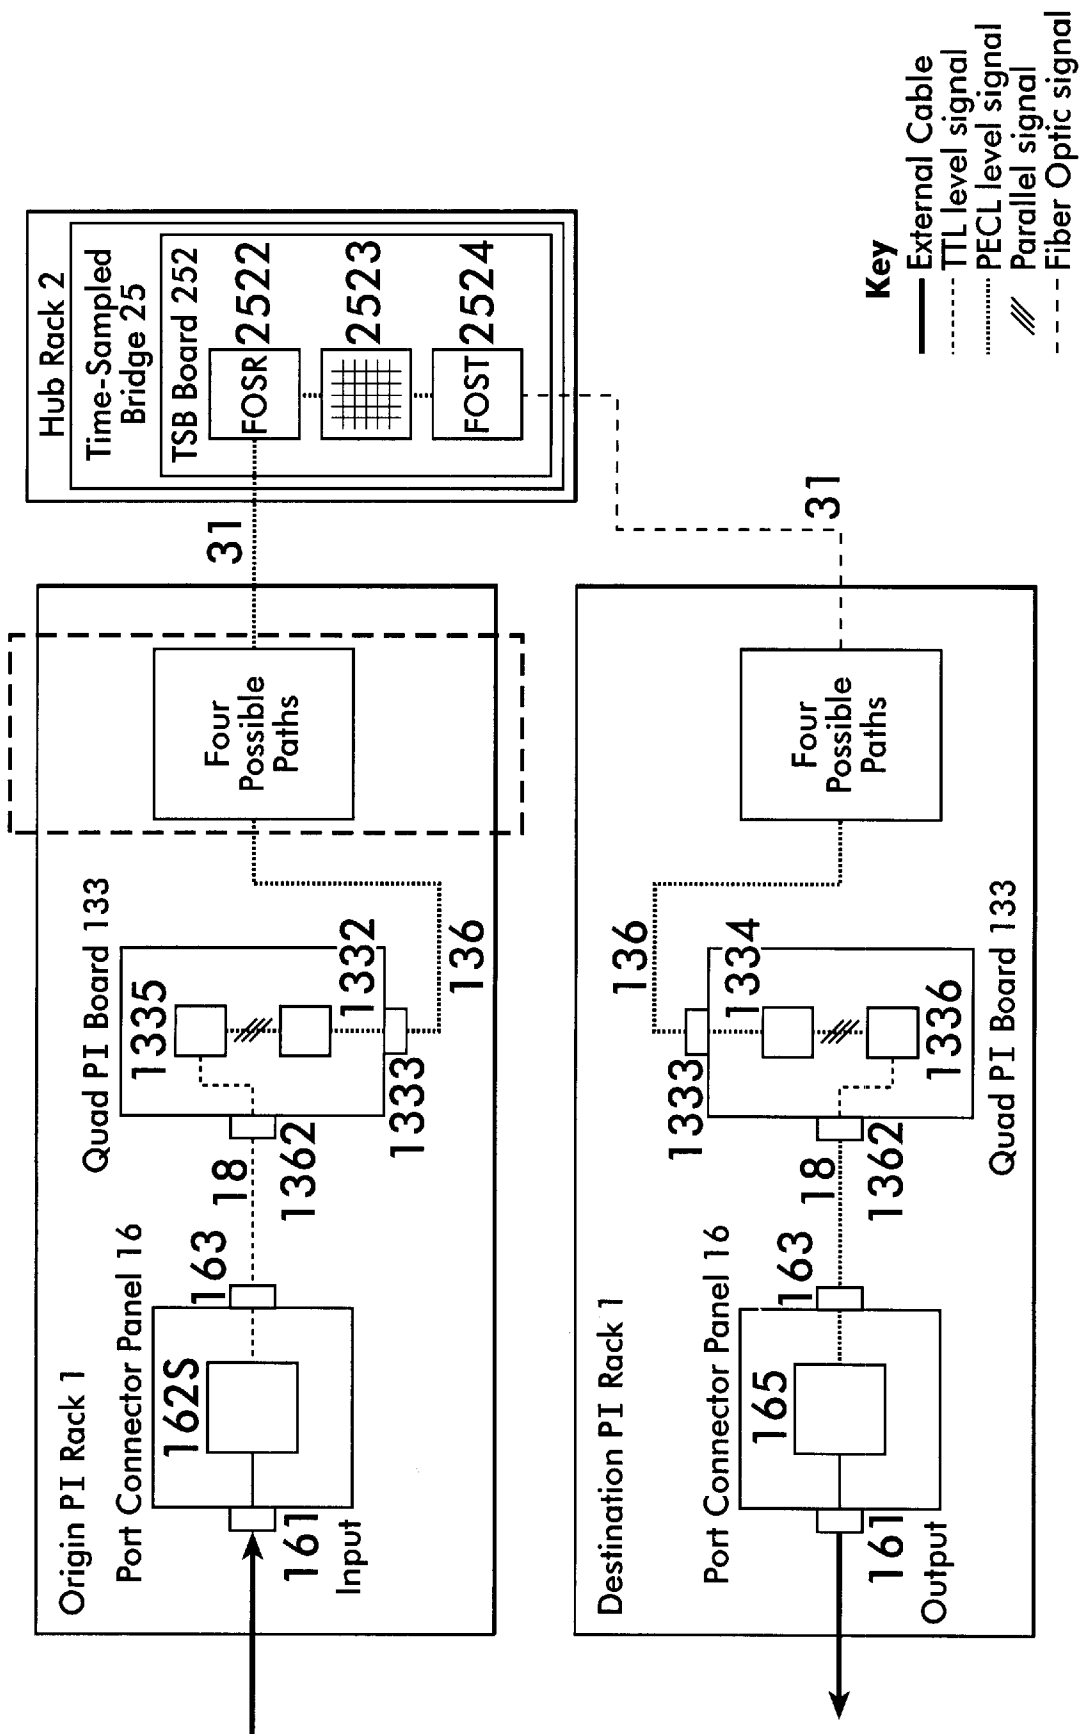 Hub Rack 2
Time-Sampled
Bridge 25
TSB Board 252
FOSR
2522
2523
FOST
2524
31
31
Origin PI Rack 1
Port Connector Panel 16
162S
163
161
Input
18
1362
Quad PI Board 133
1335
1332
1333
136
Four
Possible
Paths
Destination PI Rack 1
Port Connector Panel 16
165
163
161
Output
18
1362
1333
1334
1336
Quad PI Board 133
136
Four
Possible
Paths
Key
External Cable
TTL level signal
PECL level signal
Parallel signal
Fiber Optic signal